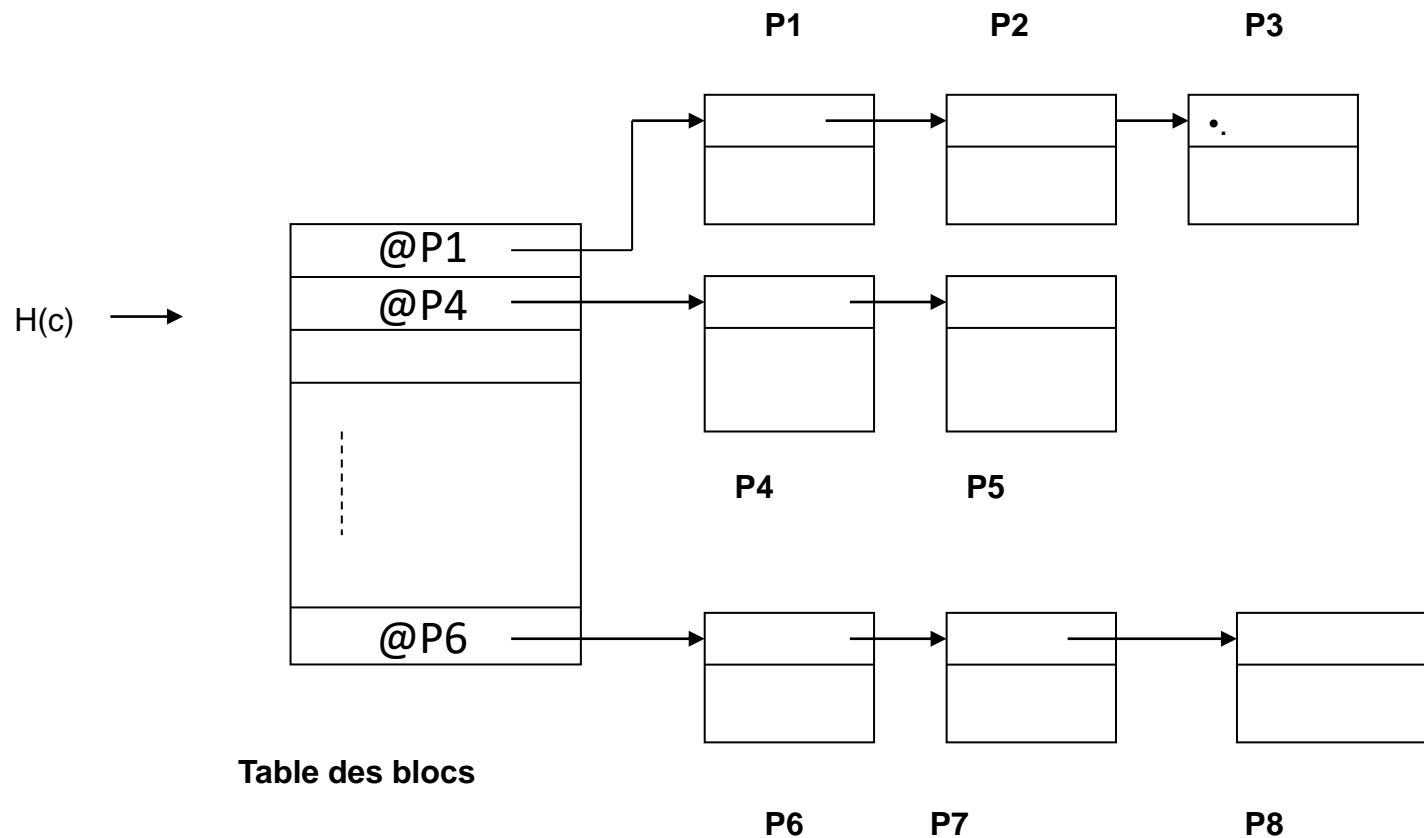 P1 P2 P3
•.
@P1
@P4
H(c)
P4 P5
@P6
Table des blocs
P6 P7 P8